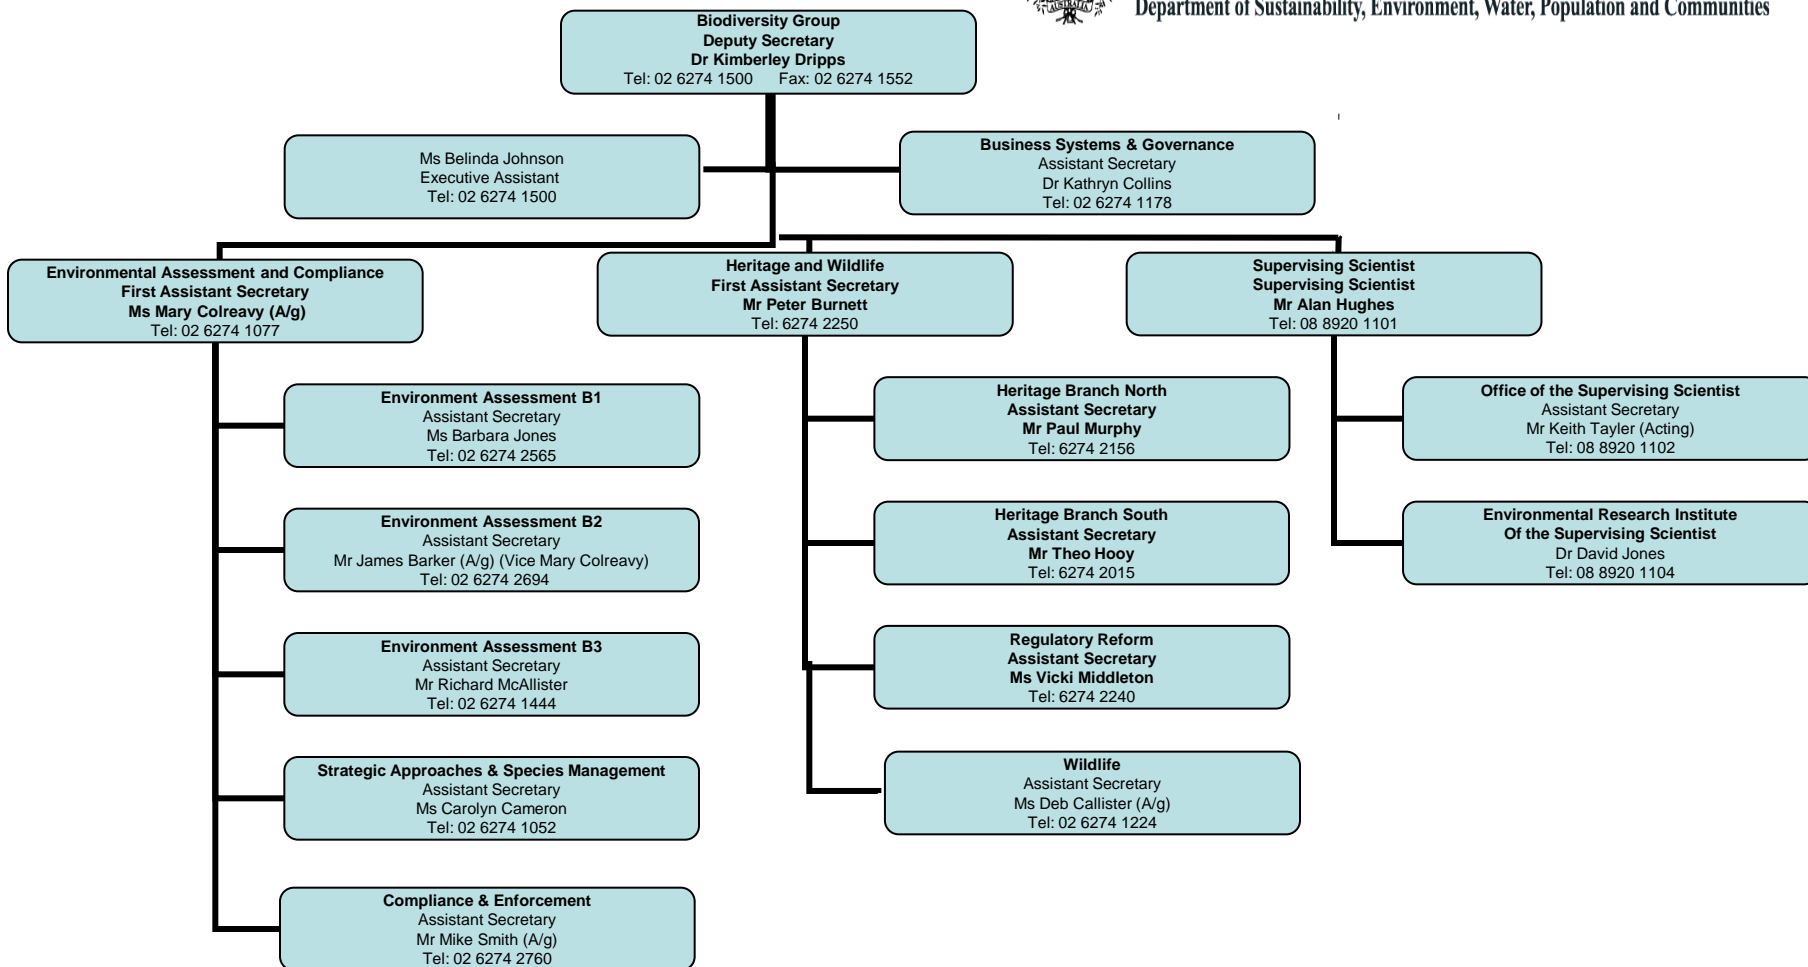 AUSTRALIA
Department of Sustainability, Environment, Water, Population and Communities
Biodiversity Group
Deputy Secretary
Dr Kimberley Dripps
Tel: 02 6274 1500 Fax: 02 6274 1552
Ms Belinda Johnson
Executive Assistant
Tel: 02 6274 1500
Business Systems & Governance
Assistant Secretary
Dr Kathryn Collins
Tel: 02 6274 1178
Environmental Assessment and Compliance
First Assistant Secretary
Ms Mary Colreavy (A/g)
Tel: 02 6274 1077
Heritage and Wildlife
First Assistant Secretary
Mr Peter Burnett
Tel: 6274 2250
Supervising Scientist
Supervising Scientist
Mr Alan Hughes
Tel: 08 8920 1101
Environment Assessment B1
Assistant Secretary
Ms Barbara Jones
Tel: 02 6274 2565
Environment Assessment B2
Assistant Secretary
Mr James Barker (A/g) (Vice Mary Colreavy)
Tel: 02 6274 2694
Environment Assessment B3
Assistant Secretary
Mr Richard McAllister
Tel: 02 6274 1444
Strategic Approaches & Species Management
Assistant Secretary
Ms Carolyn Cameron
Tel: 02 6274 1052
Compliance & Enforcement
Assistant Secretary
Mr Mike Smith (A/g)
Tel: 02 6274 2760
Heritage Branch North
Assistant Secretary
Mr Paul Murphy
Tel: 6274 2156
Heritage Branch South
Assistant Secretary
Mr Theo Hooy
Tel: 6274 2015
Regulatory Reform
Assistant Secretary
Ms Vicki Middleton
Tel: 6274 2240
Wildlife
Assistant Secretary
Ms Deb Callister (A/g)
Tel: 02 6274 1224
Office of the Supervising Scientist
Assistant Secretary
Mr Keith Tayler (Acting)
Tel: 08 8920 1102
Environmental Research Institute
Of the Supervising Scientist
Dr David Jones
Tel: 08 8920 1104